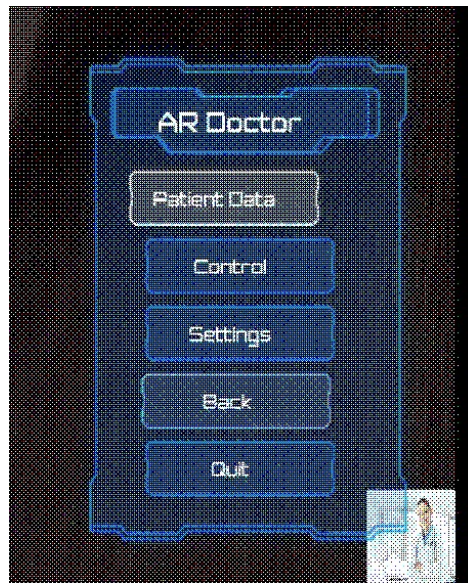 AR Doctor
Patient Data
Control
Settings
Back
Quit